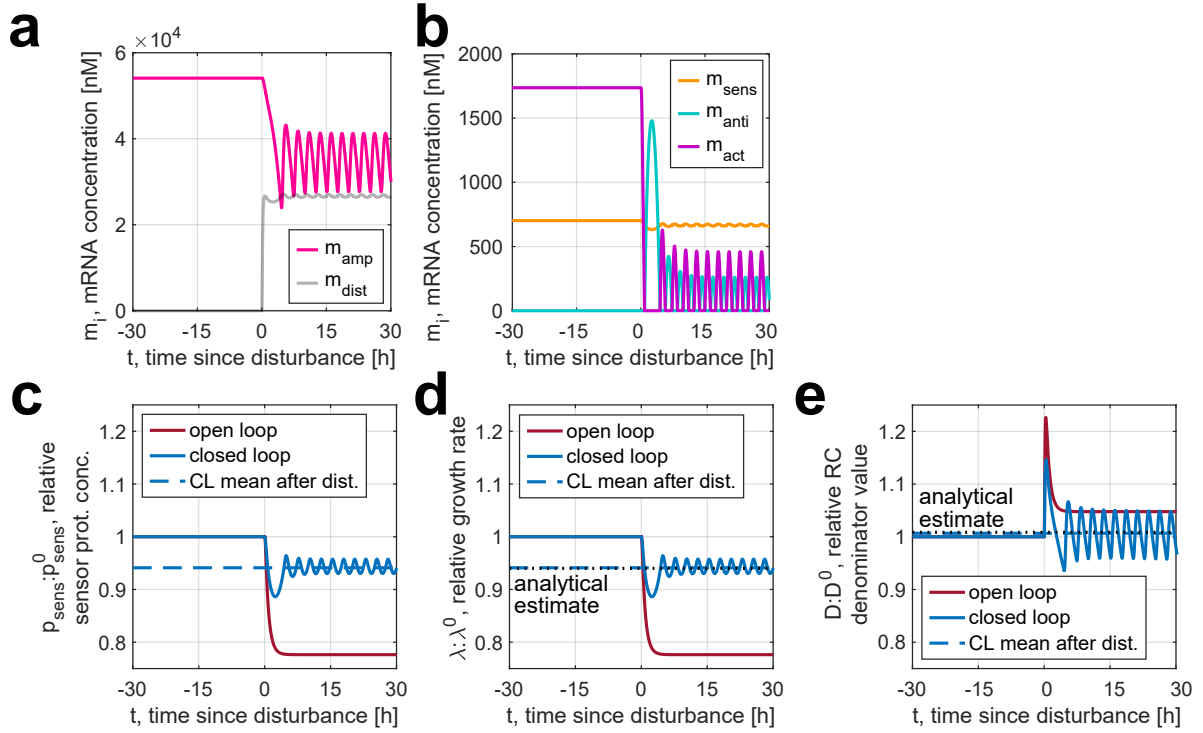 a
×10⁴
m_i, mRNA concentration [nM]
6
4
2
0
m_amp
m_dist
-30 -15 0 15 30
t, time since disturbance [h]
b
m_i, mRNA concentration [nM]
2000
1500
1000
500
0
m_sens
m_anti
m_act
-30 -15 0 15 30
t, time since disturbance [h]
c
p_sens:p⁰_sens, relative
sensor prot. conc.
1.2
1.1
1
0.9
0.8
open loop
closed loop
CL mean after dist.
-30 -15 0 15 30
t, time since disturbance [h]
d
λ:λ⁰, relative growth rate
1.2
1.1
1
0.9
0.8
open loop
closed loop
CL mean after dist.
analytical
estimate
-30 -15 0 15 30
t, time since disturbance [h]
e
D:D⁰, relative RC
denominator value
1.2
1.1
1
0.9
0.8
analytical
estimate
open loop
closed loop
CL mean after dist.
-30 -15 0 15 30
t, time since disturbance [h]